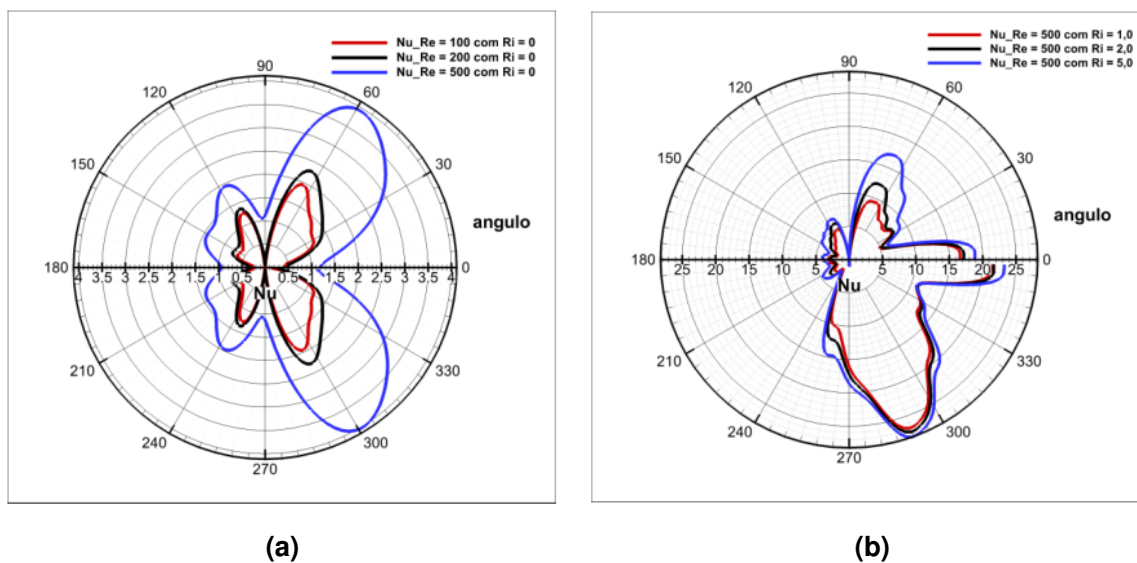 Nu_Re = 100 com Ri = 0
Nu_Re = 200 com Ri = 0
Nu_Re = 500 com Ri = 0
90
120
60
150
30
angulo
180
0
4 3.5 3 2.5 2 1.5 1 0.5 0 0.5 1 1.5 2 2.5 3 3.5 4
Nu
210
330
240
300
270
(a)
Nu_Re = 500 com Ri = 1,0
Nu_Re = 500 com Ri = 2,0
Nu_Re = 500 com Ri = 5,0
90
120
60
150
30
angulo
180
0
25 20 15 10 5 5 10 15 20 25
Nu
210
330
240
300
270
(b)